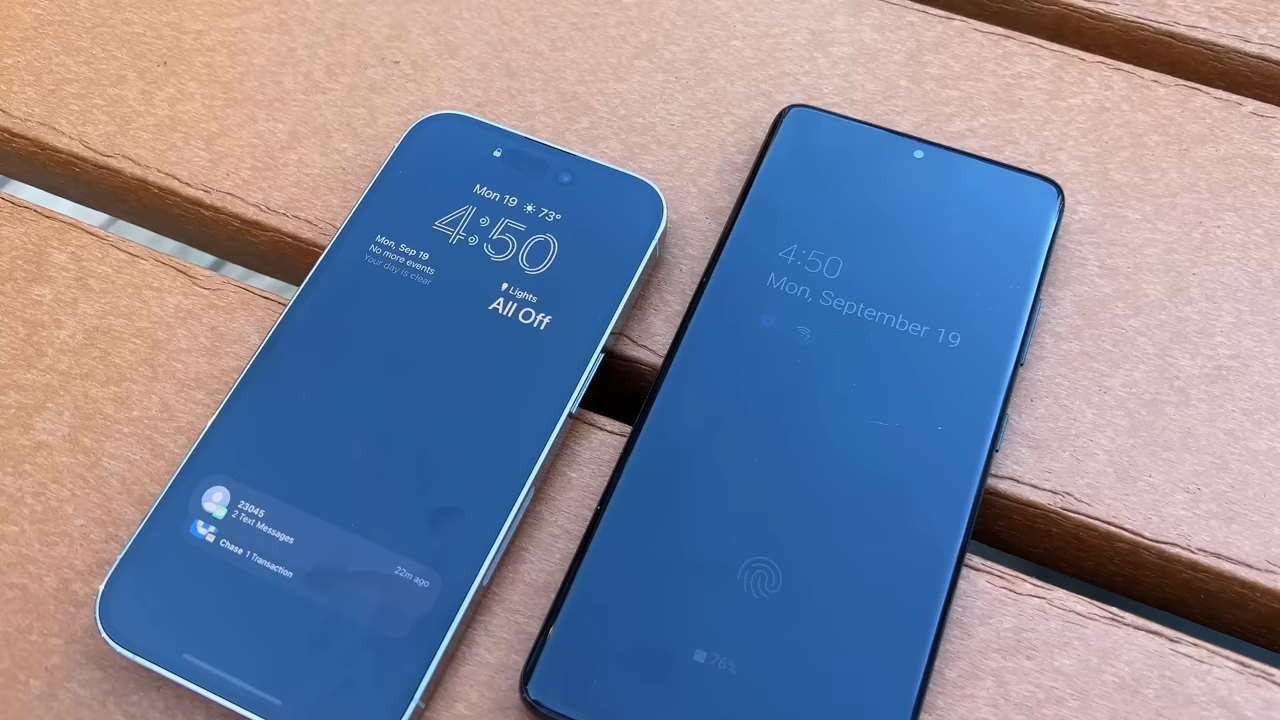 Mon 19 73°
4:50
Mon, Sep 19
No more events
Your day is clear
Lights
All Off
23045
2 Text Messages
Chase 1 Transaction
22m ago
4:50
Mon, September 19
76%